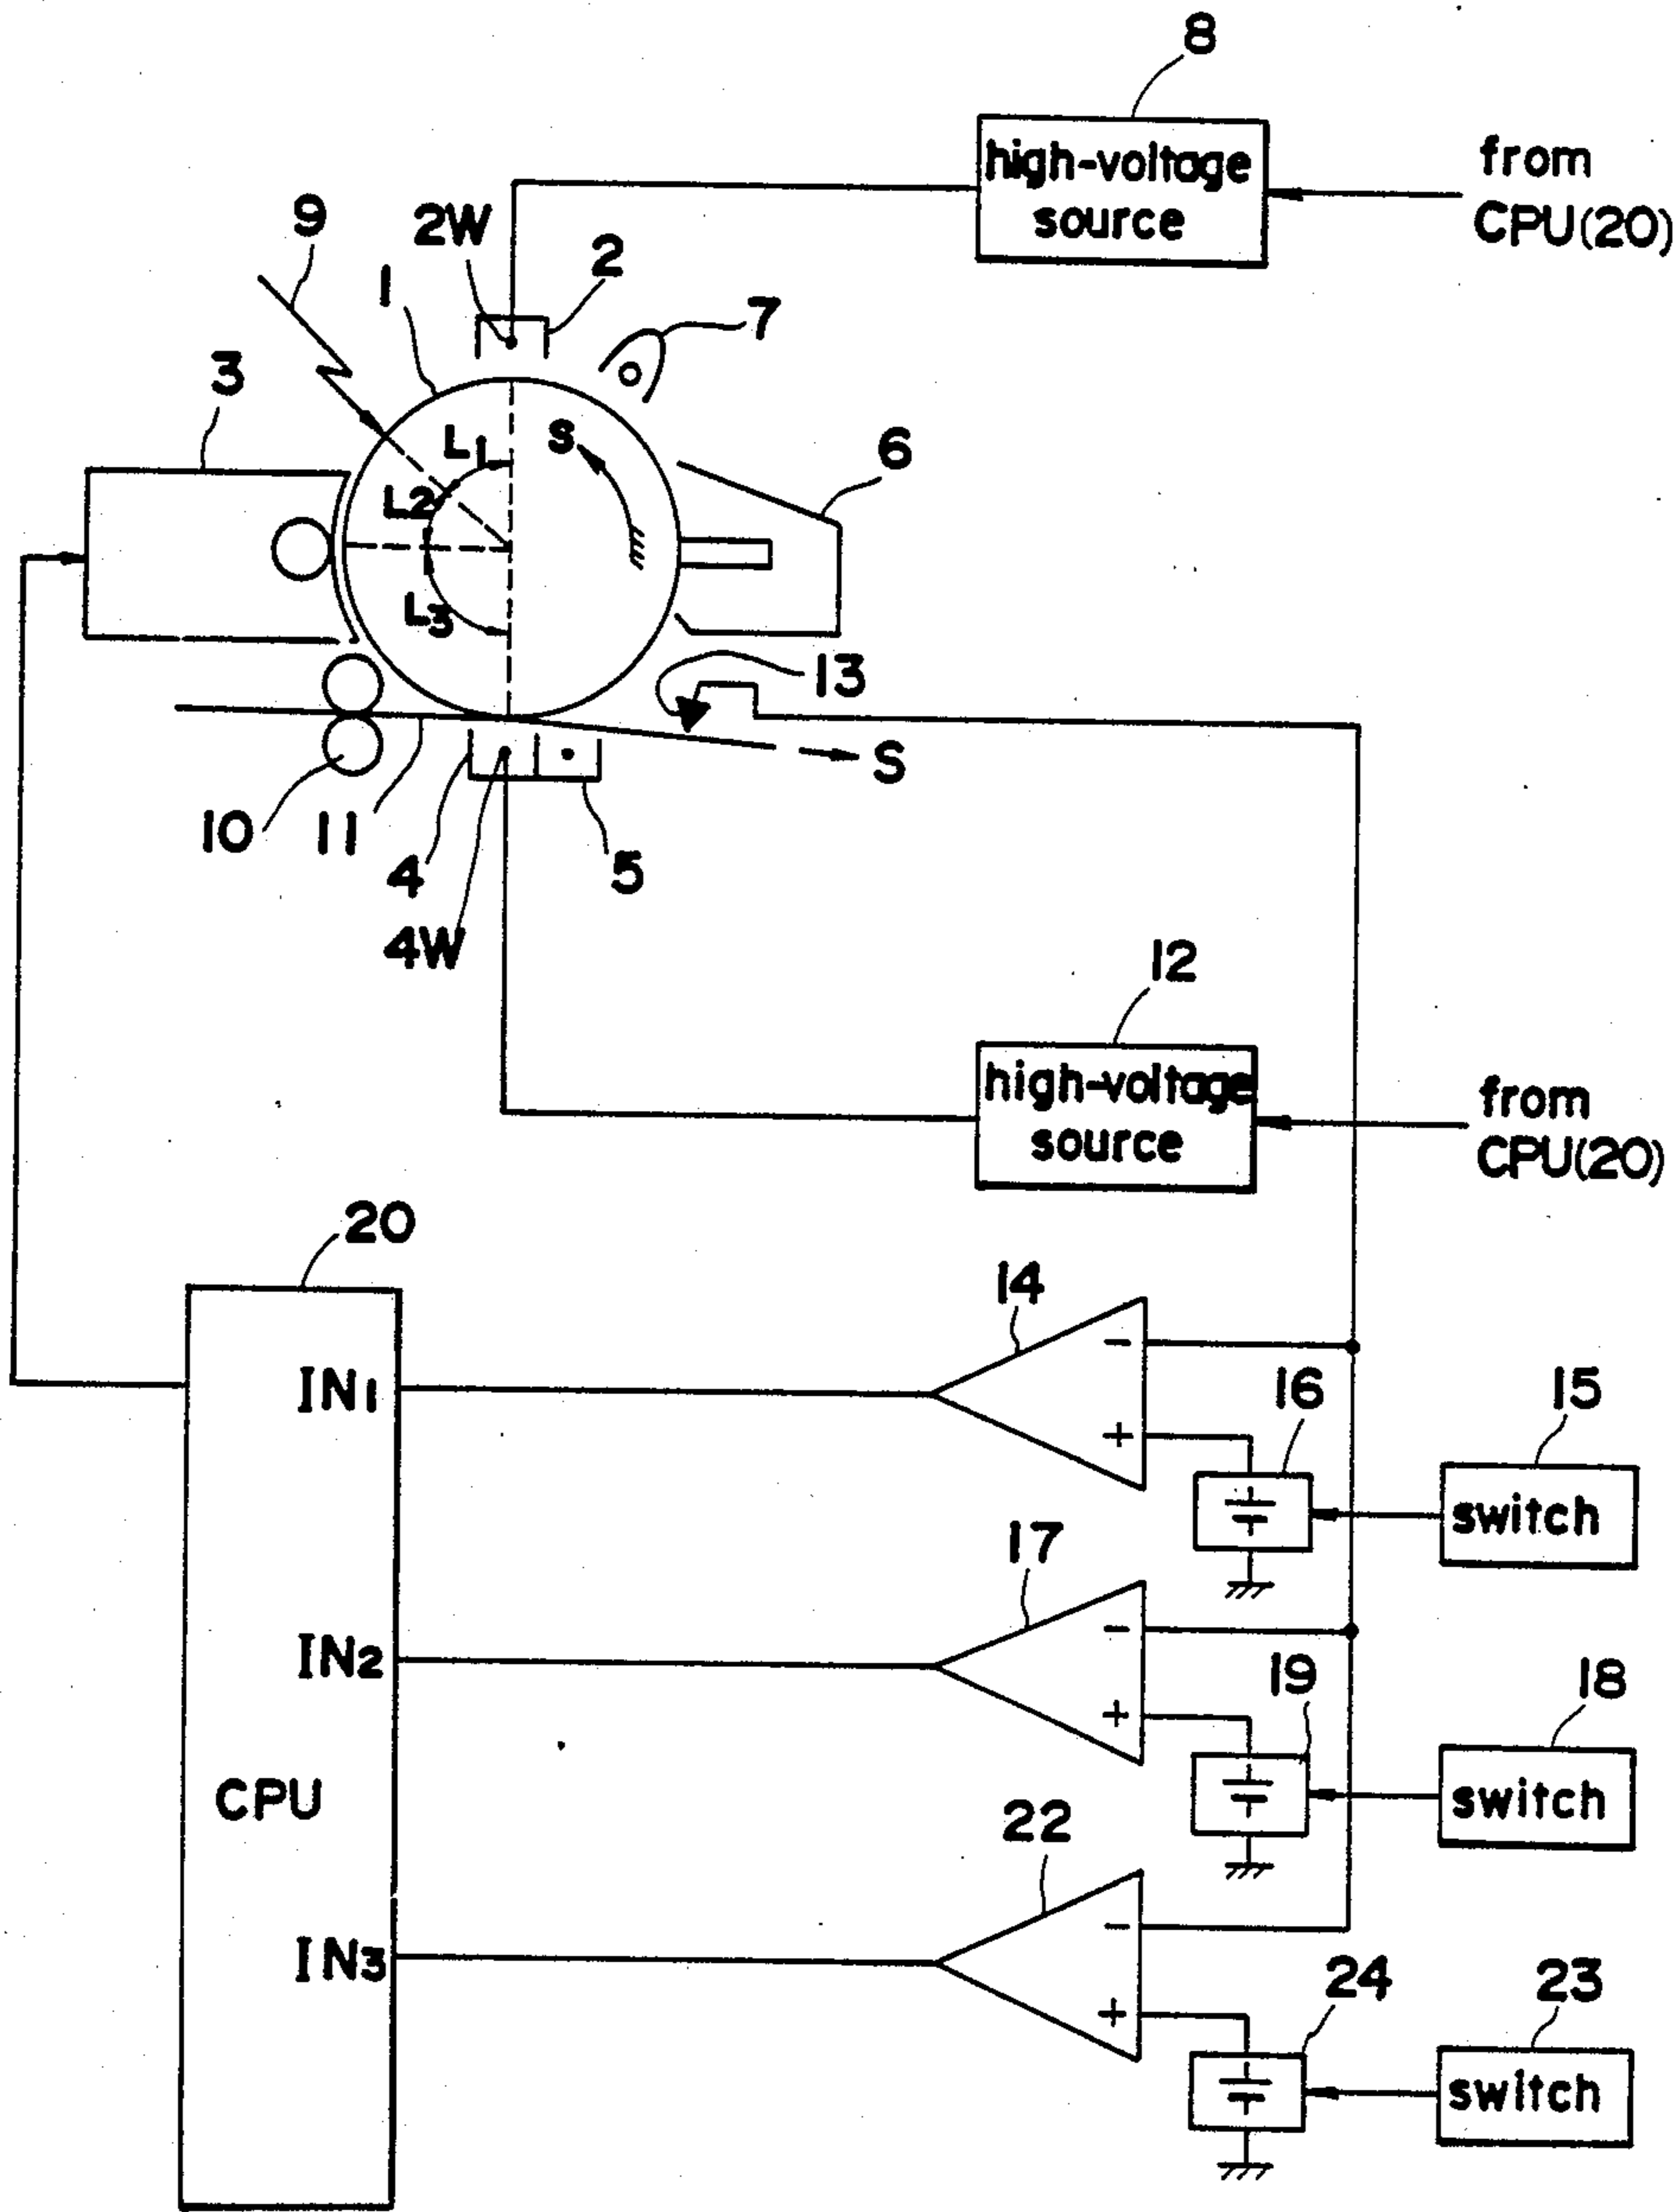 8
high-voltage
source
from
CPU(20)
9
2W
2
1
7
3
L1
S
6
L2
L3
13
S
10
11
4
5
4W
12
high-voltage
source
from
CPU(20)
20
14
IN1
-
+
16
15
switch
17
IN2
-
+
19
18
switch
CPU
22
IN3
-
+
24
23
switch